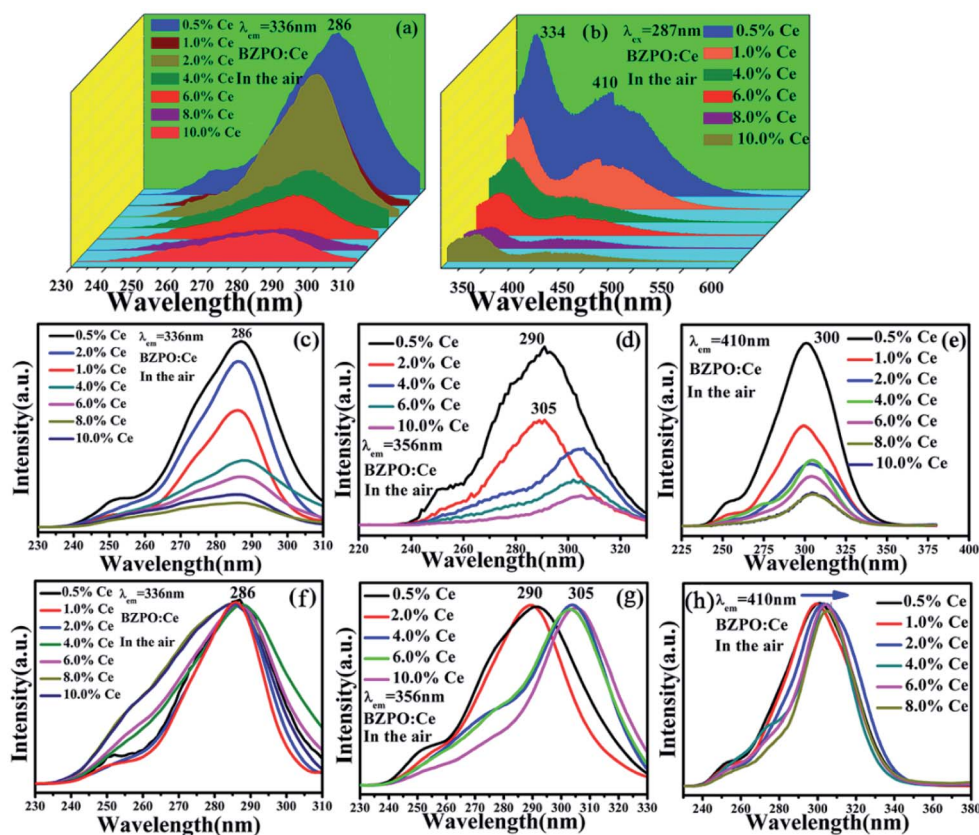 0.5% Ce
1.0% Ce
2.0% Ce
4.0% Ce
6.0% Ce
8.0% Ce
10.0% Ce
λem=336nm
BZPO:Ce
In the air
286
(a)
230 240 250 260 270 280 290 300 310
Wavelength(nm)
334
410
(b)
λex=287nm
BZPO:Ce
In the air
0.5% Ce
1.0% Ce
4.0% Ce
6.0% Ce
8.0% Ce
10.0% Ce
350 400 450 500 550 600
Wavelength(nm)
Intensity(a.u.)
0.5% Ce
2.0% Ce
1.0% Ce
4.0% Ce
6.0% Ce
8.0% Ce
10.0% Ce
λem=336nm
BZPO:Ce
In the air
286
(c)
230 240 250 260 270 280 290 300 310
Wavelength(nm)
Intensity(a.u.)
0.5% Ce
2.0% Ce
4.0% Ce
6.0% Ce
10.0% Ce
λem=356nm
BZPO:Ce
In the air
290
305
(d)
230 240 250 260 270 280 290 300 310 320
Wavelength(nm)
Intensity(a.u.)
λem=410nm
BZPO:Ce
In the air
300
(e)
0.5% Ce
1.0% Ce
2.0% Ce
4.0% Ce
6.0% Ce
8.0% Ce
10.0% Ce
225 250 275 300 325 350 375 400
Wavelength(nm)
Intensity(a.u.)
0.5% Ce
1.0% Ce
2.0% Ce
4.0% Ce
6.0% Ce
8.0% Ce
10.0% Ce
λem=336nm
BZPO:Ce
In the air
286
(f)
230 240 250 260 270 280 290 300 310
Wavelength(nm)
Intensity(a.u.)
0.5% Ce
2.0% Ce
4.0% Ce
6.0% Ce
10.0% Ce
λem=356nm
BZPO:Ce
In the air
290
305
(g)
230 240 250 260 270 280 290 300 310 320 330
Wavelength(nm)
Intensity(a.u.)
(h)
λem=410nm
BZPO:Ce
In the air
0.5% Ce
1.0% Ce
2.0% Ce
4.0% Ce
6.0% Ce
8.0% Ce
240 260 280 300 320 340 360 380
Wavelength(nm)